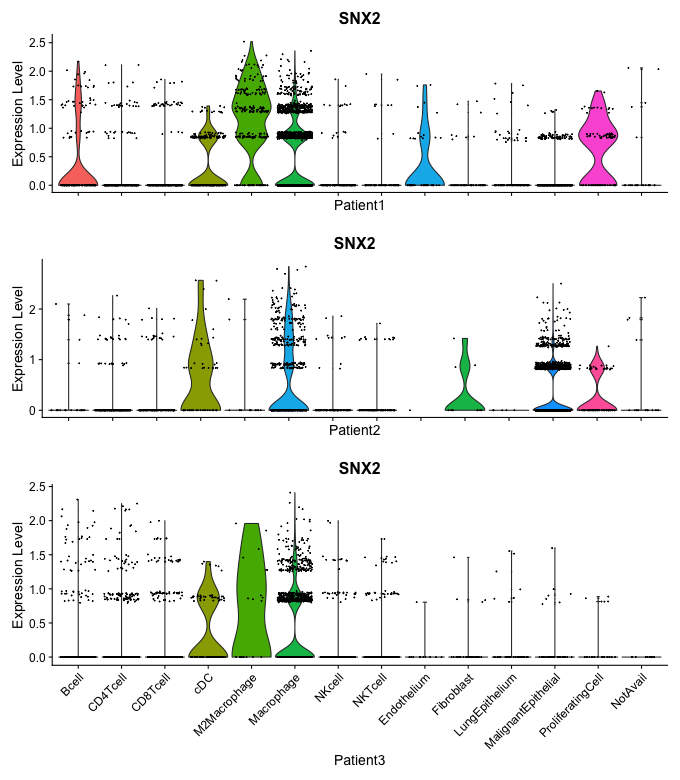 SNX2
Expression Level
2.5
2.0
1.5
1.0
0.5
0.0
Patient1
SNX2
Expression Level
2
1
0
Patient2
SNX2
Expression Level
2.5
2.0
1.5
1.0
0.5
0.0
Bcell
CD4Tcell
CD8Tcell
cDC
M2Macrophage
Macrophage
NKcell
NKTcell
Endothelium
Fibroblast
LungEpithelium
MalignantEpithelial
ProliferatingCell
NotAvail
Patient3